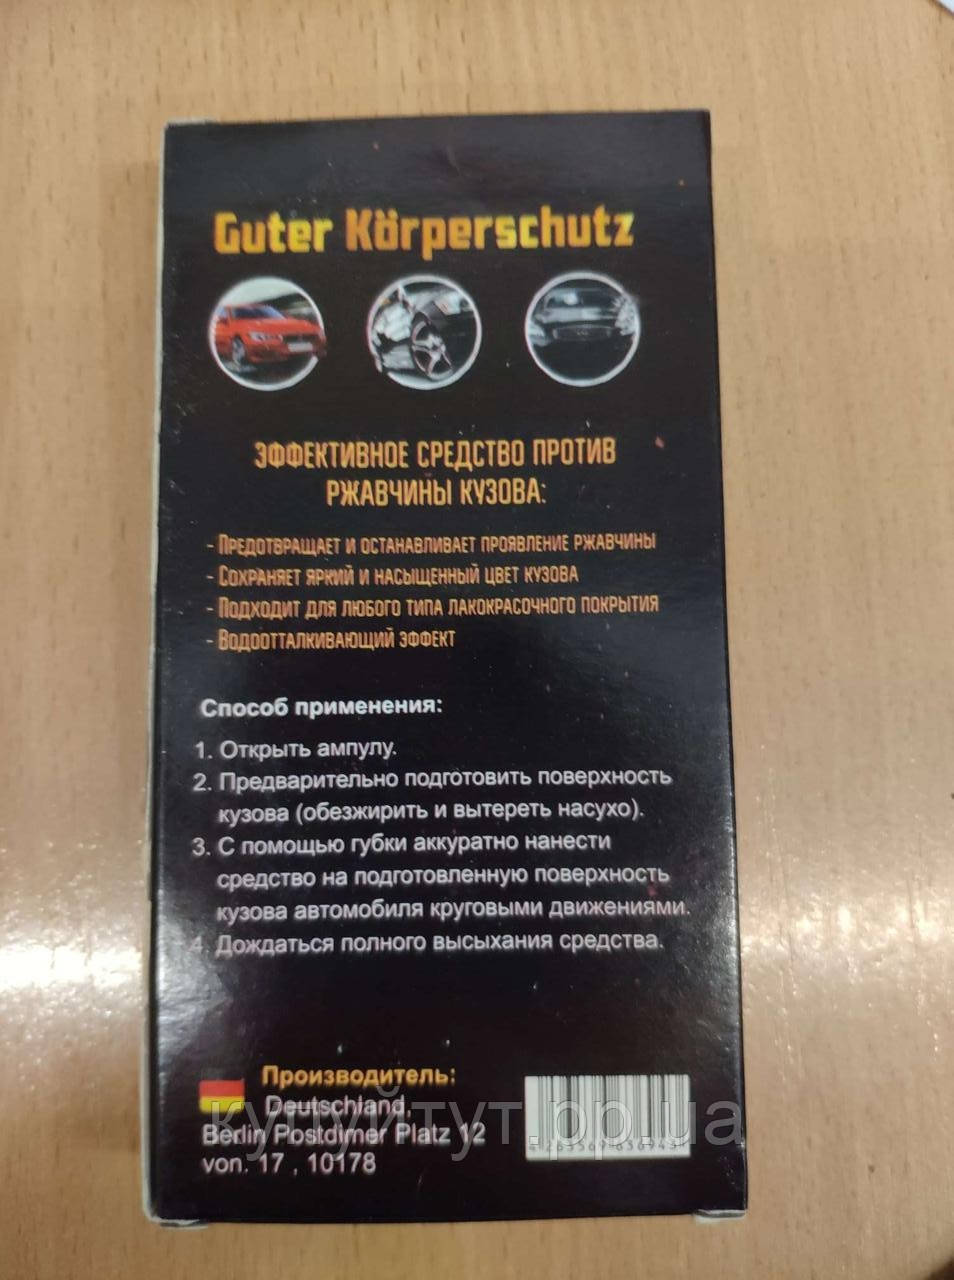 Guter Körperschutz
ЭФФЕКТИВНОЕ СРЕДСТВО ПРОТИВ
РЖАВЧИНЫ КУЗОВА:
- ПРЕДОТВРАЩАЕТ И ОСТАНАВЛИВАЕТ ПРОЯВЛЕНИЕ РЖАВЧИНЫ
- СОХРАНЯЕТ ЯРКИЙ И НАСЫЩЕННЫЙ ЦВЕТ КУЗОВА
- ПОДХОДИТ ДЛЯ ЛЮБОГО ТИПА ЛАКОКРАСОЧНОГО ПОКРЫТИЯ
- ВОДООТТАЛКИВАЮЩИЙ ЭФФЕКТ
Способ применения:
1. Открыть ампулу.
2. Предварительно подготовить поверхность
кузова (обезжирить и вытереть насухо).
3. С помощью губки аккуратно нанести
средство на подготовленную поверхность
кузова автомобиля круговыми движениями.
4. Дождаться полного высыхания средства.
Производитель:
Deutschland,
Berlin Postdimer Platz 12
von. 17 , 10178
купуйтут.pp.ua